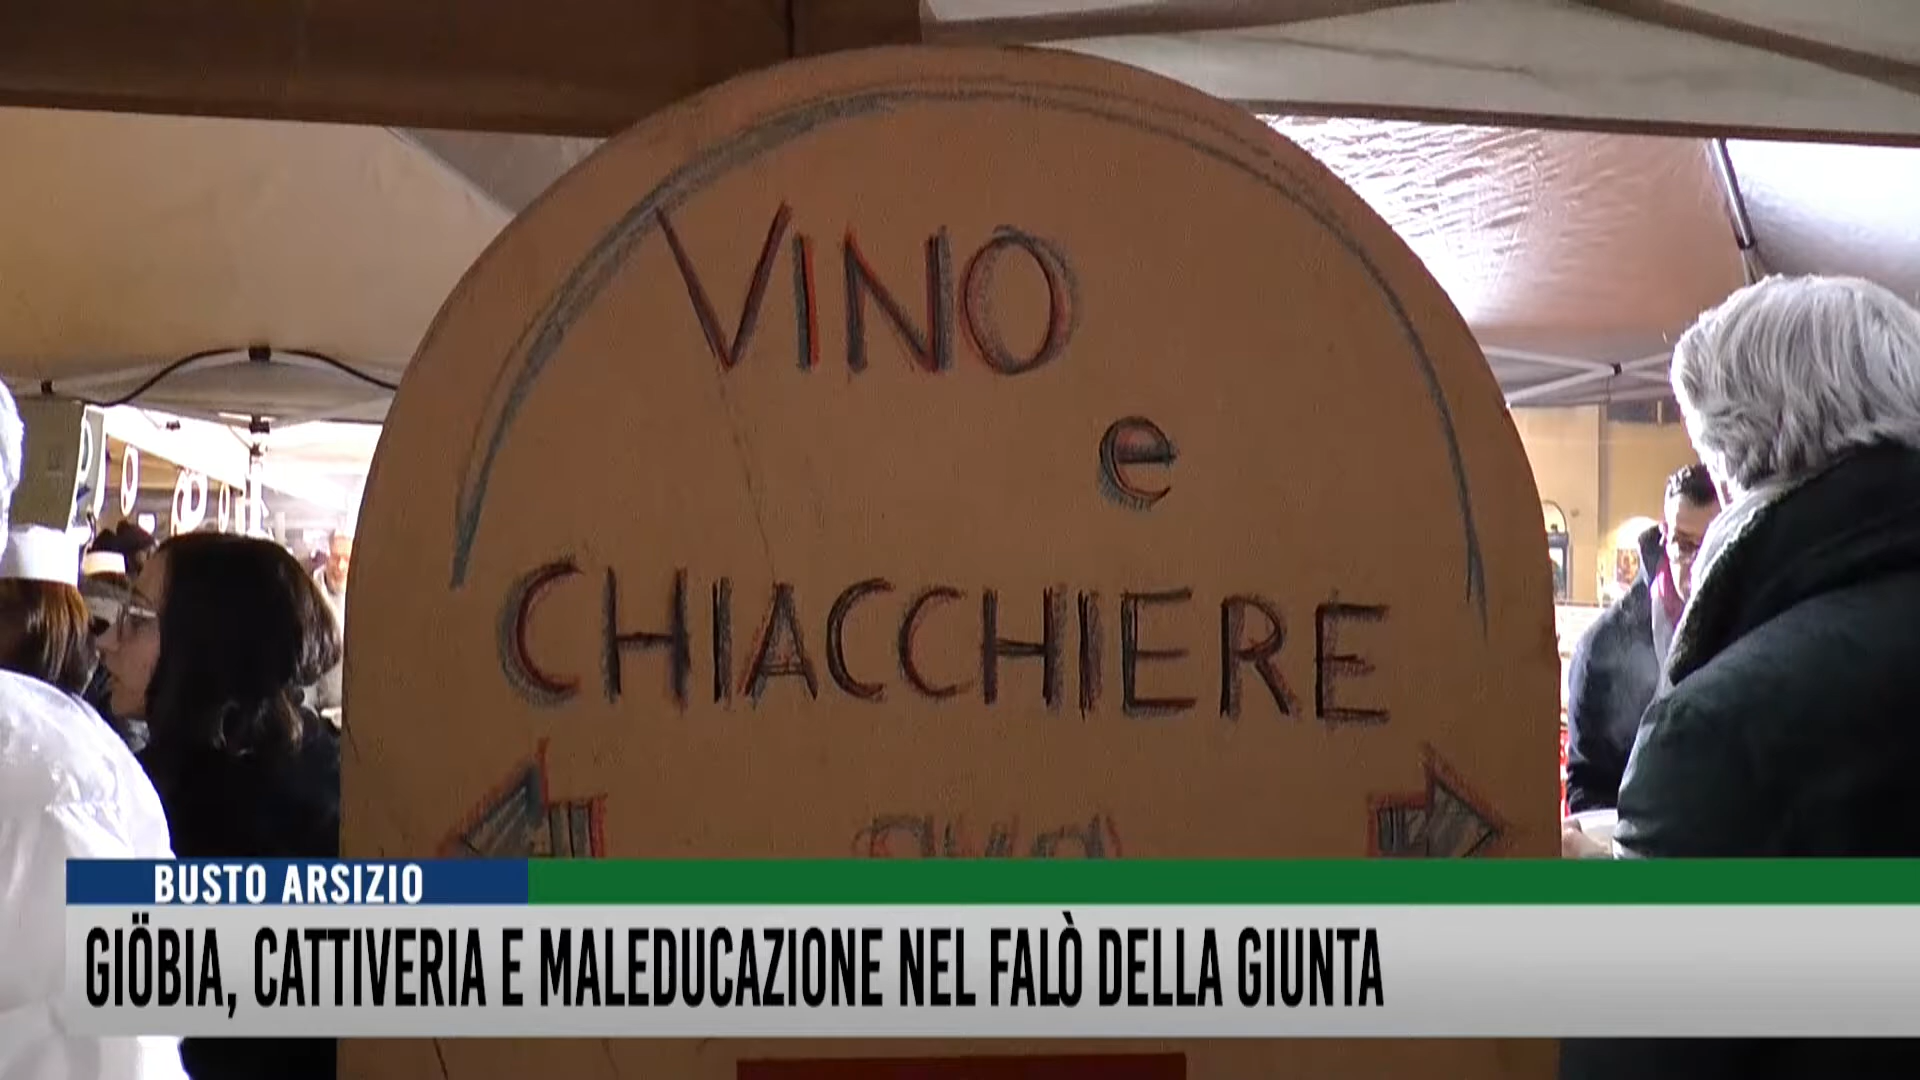 VINO
e
CHIACCHIERE
BUSTO ARSIZIO
GIÖBIA, CATTIVERIA E MALEDUCAZIONE NEL FALÒ DELLA GIUNTA